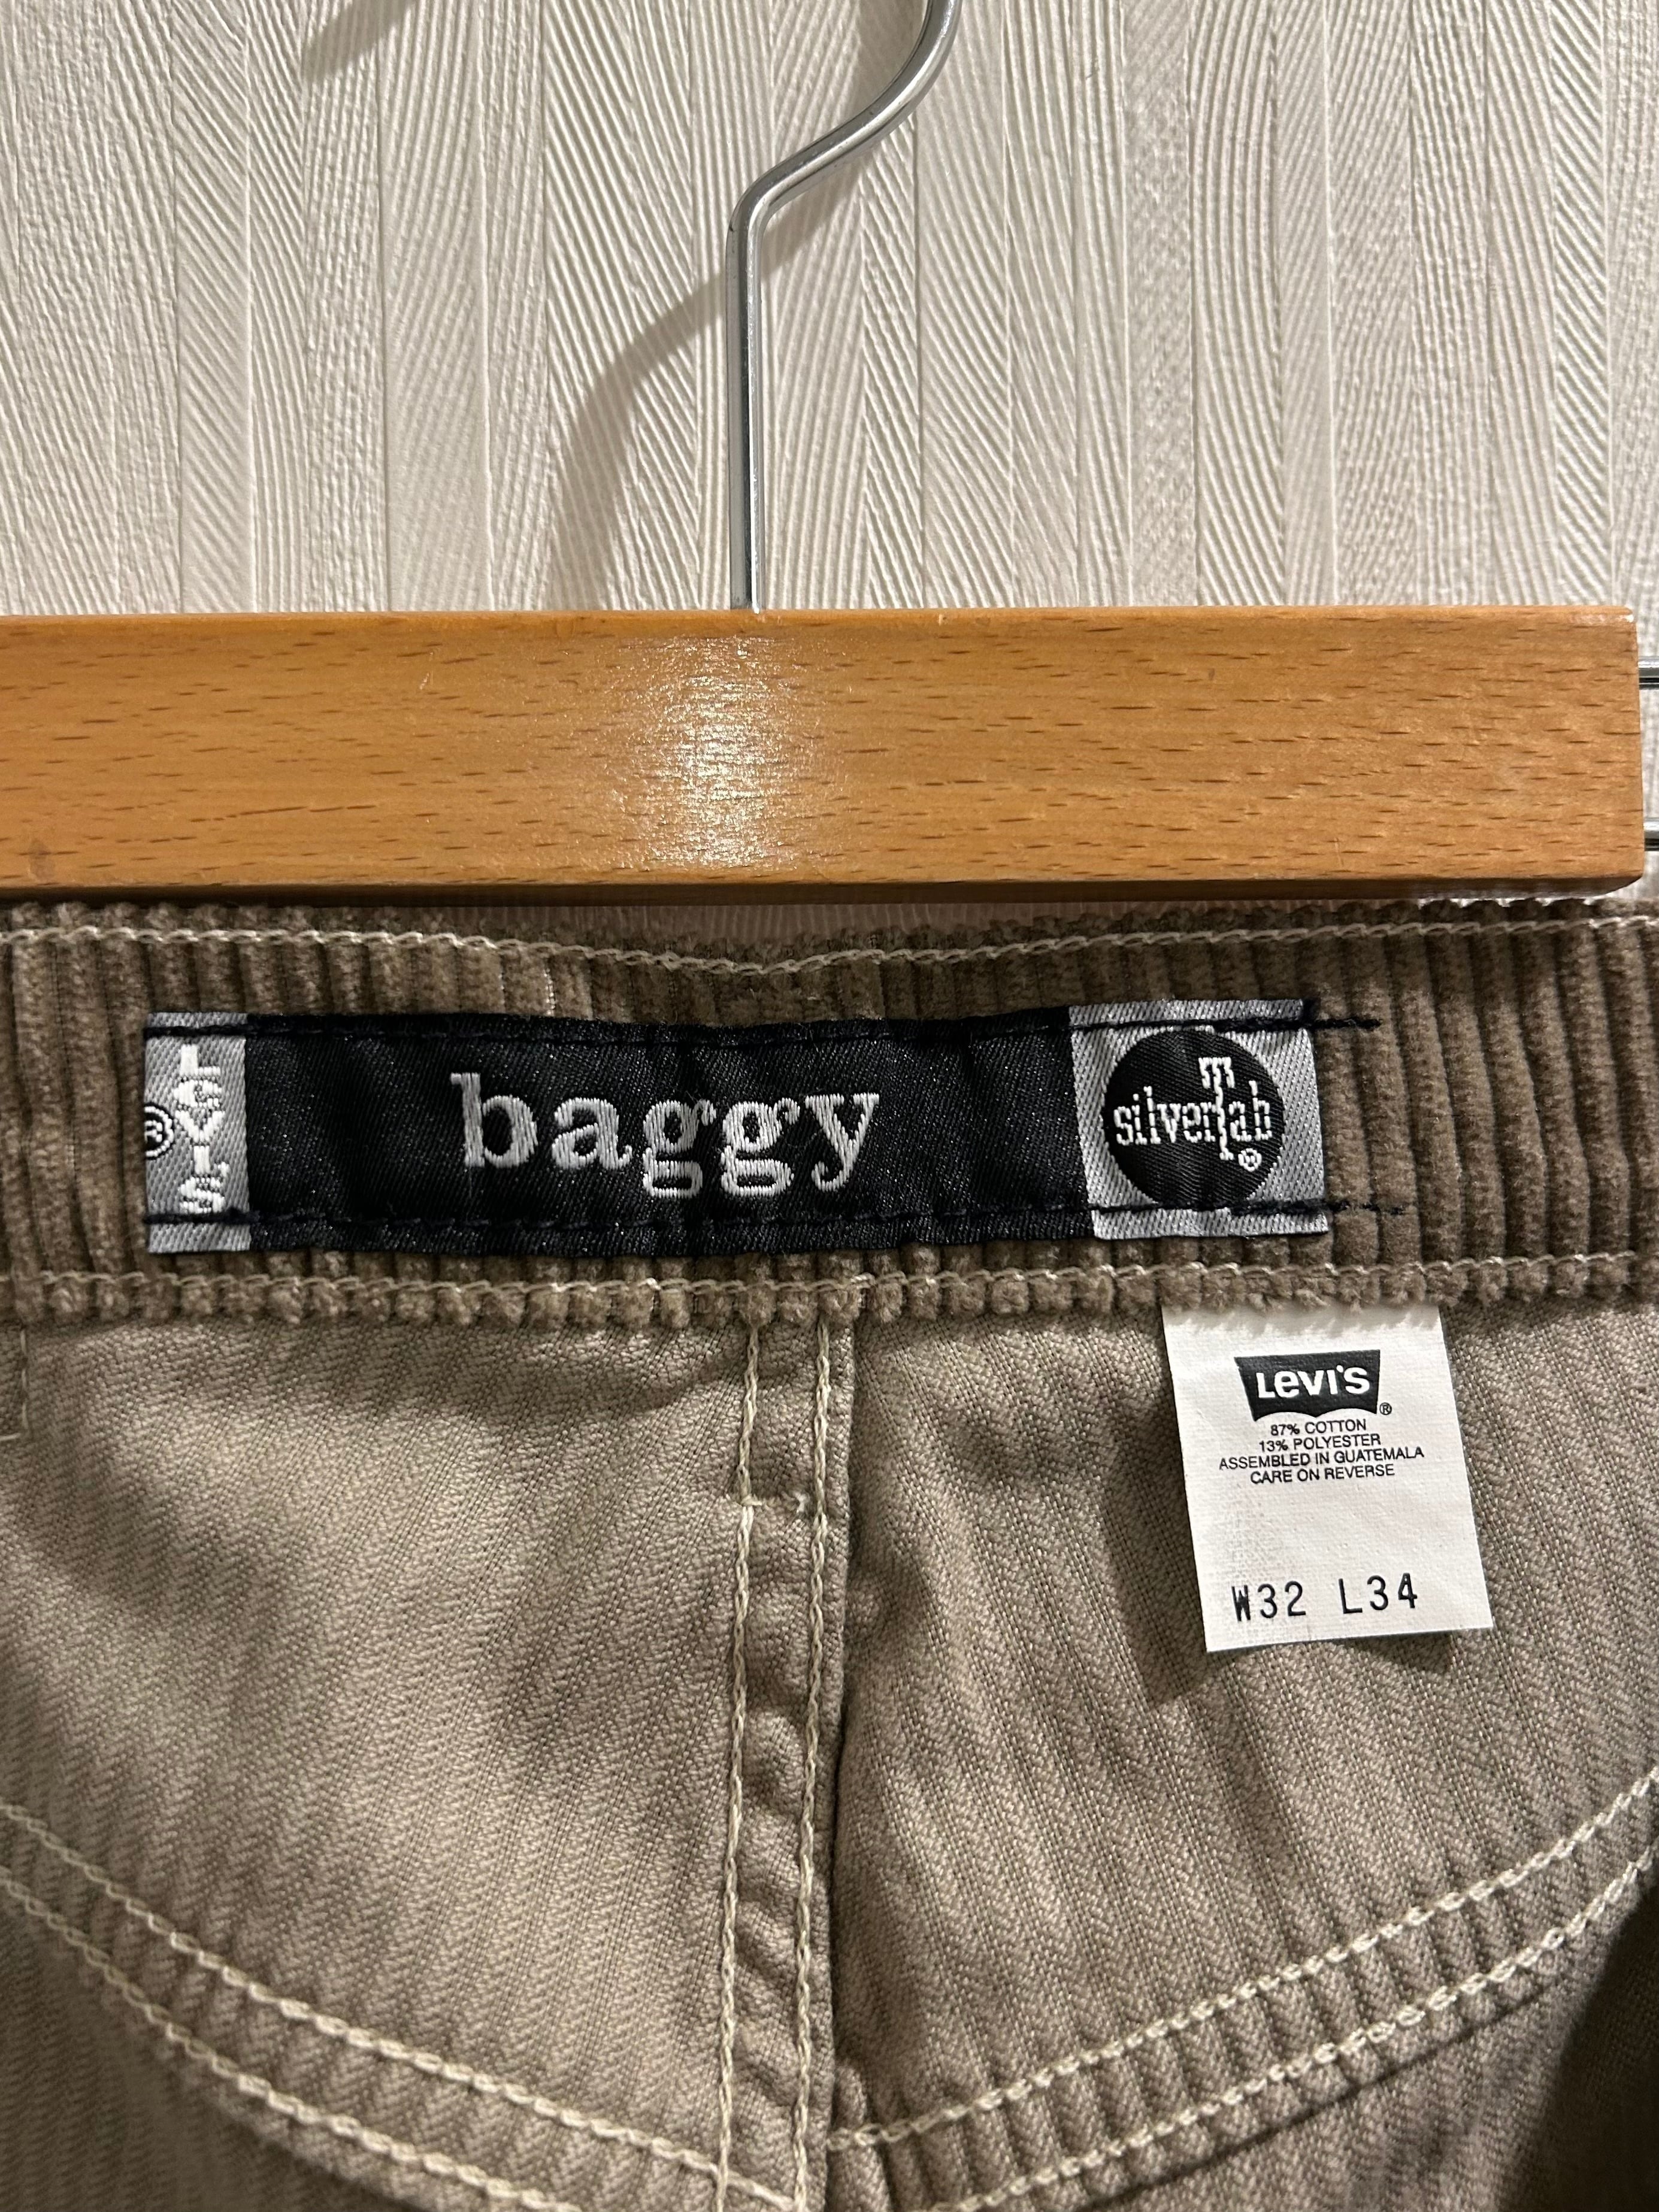 LEVI'S
®
baggy
silverTab
®
LEVI'S
®
87% COTTON
13% POLYESTER
ASSEMBLED IN GUATEMALA
CARE ON REVERSE
W32 L34